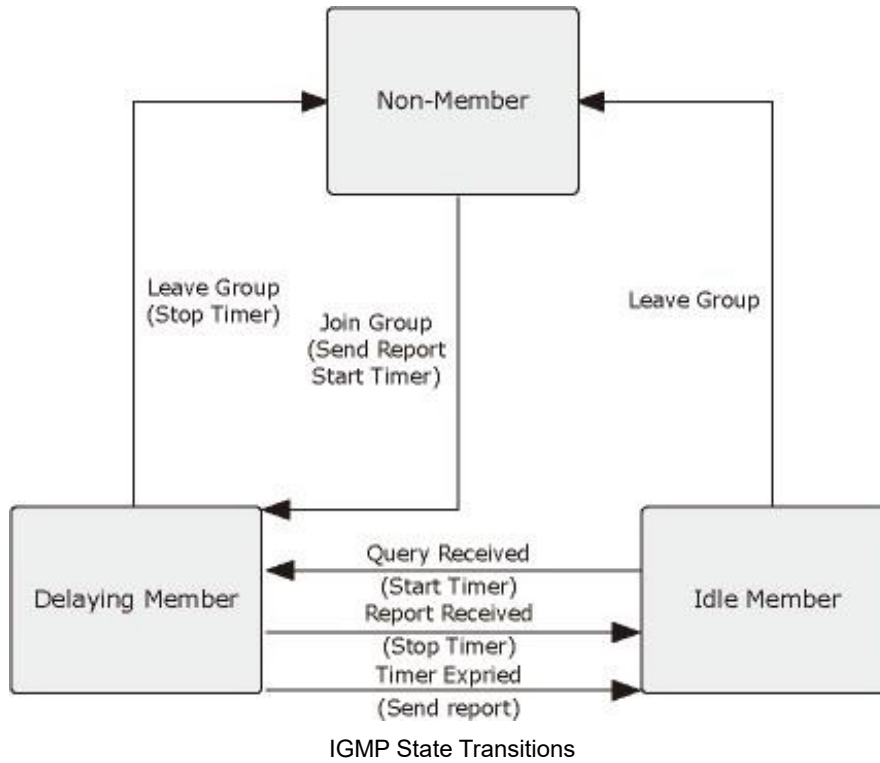 Non-Member
Leave Group
(Stop Timer)
Join Group
(Send Report
Start Timer)
Leave Group
Delaying Member
Query Received
(Start Timer)
Report Received
(Stop Timer)
Timer Expried
(Send report)
Idle Member
IGMP State Transitions